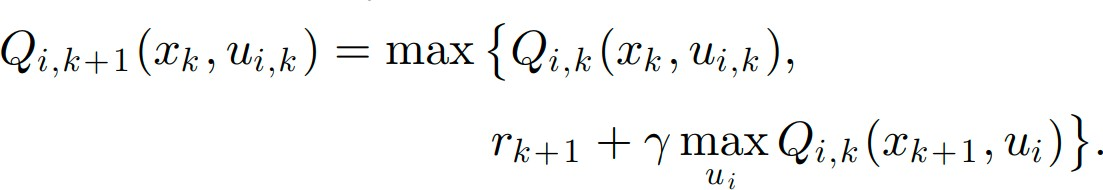 Q_{i,k+1}(x_k, u_{i,k}) = max {Q_{i,k}(x_k, u_{i,k}),
r_{k+1} + γ max_{u_i} Q_{i,k}(x_{k+1}, u_i)}.